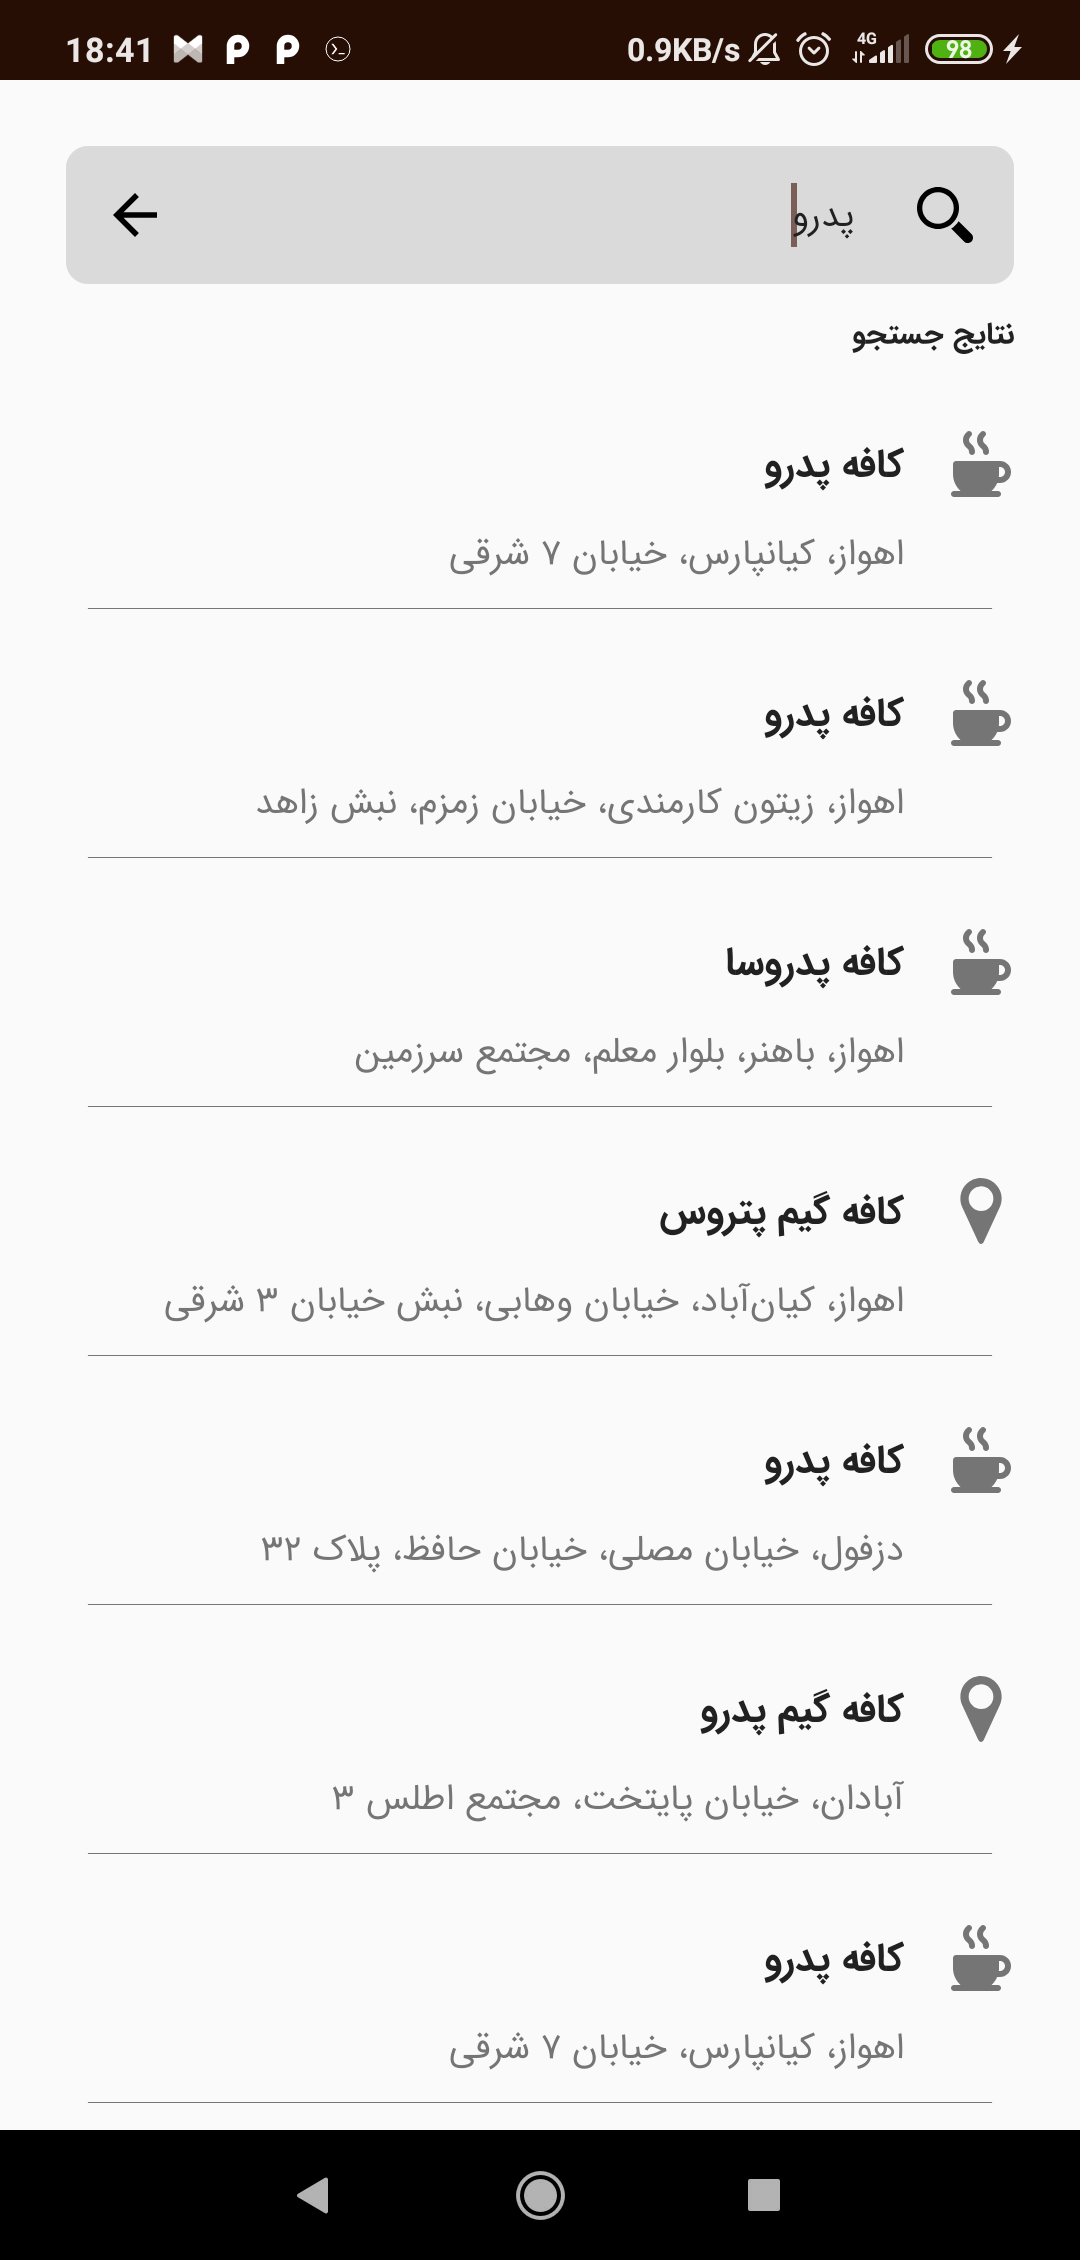 18:41 0.9KB/s 4G 98
پدرو
نتایج جستجو
کافه پدرو
اهواز، کیانپارس، خیابان ۷ شرقی
کافه پدرو
اهواز، زیتون کارمندی، خیابان زمزم، نبش زاهد
کافه پدروسا
اهواز، باهنر، بلوار معلم، مجتمع سرزمین
کافه گیم پتروس
اهواز، کیان‌آباد، خیابان وهابی، نبش خیابان ۳ شرقی
کافه پدرو
دزفول، خیابان مصلی، خیابان حافظ، پلاک ۳۲
کافه گیم پدرو
آبادان، خیابان پایتخت، مجتمع اطلس ۳
کافه پدرو
اهواز، کیانپارس، خیابان ۷ شرقی